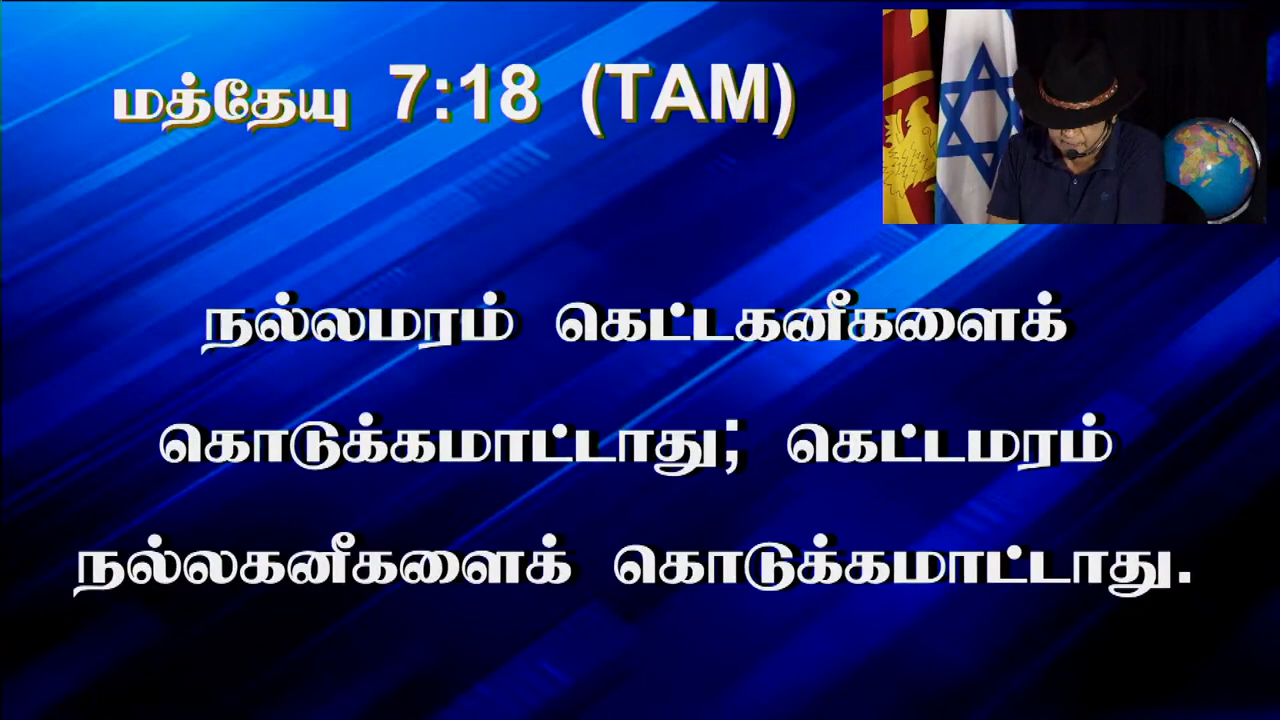 மத்தேயு 7:18 (TAM)
நல்லமரம் கெட்டகனீகளைக்
கொடுக்கமாட்டாது; கெட்டமரம்
நல்லகனீகளைக் கொடுக்கமாட்டாது.